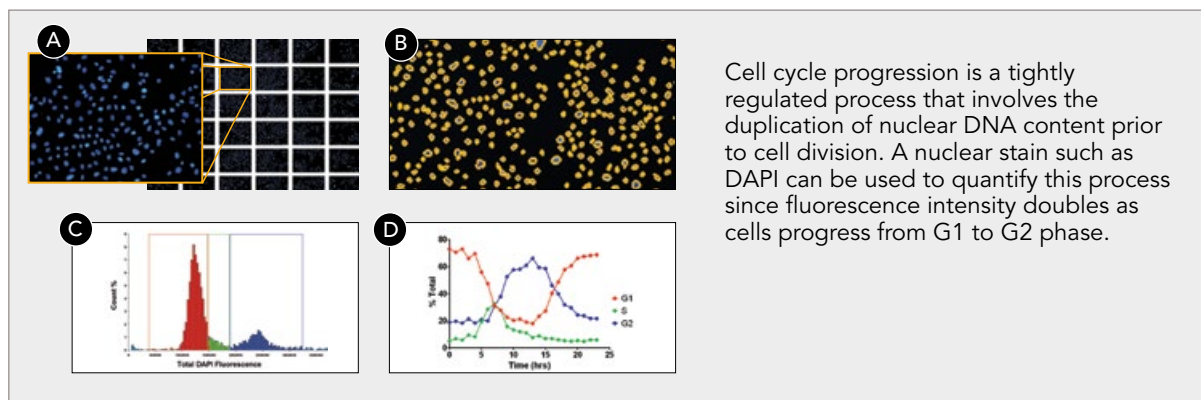 A
B
Cell cycle progression is a tightly
regulated process that involves the
duplication of nuclear DNA content prior
to cell division. A nuclear stain such as
DAPI can be used to quantify this process
since fluorescence intensity doubles as
cells progress from G1 to G2 phase.
C
Count %
0
Total DAPI Fluorescence
D
% Total
80
60
40
20
0
0 5 10 15 20 25
Time (hrs)
G1
S
G2